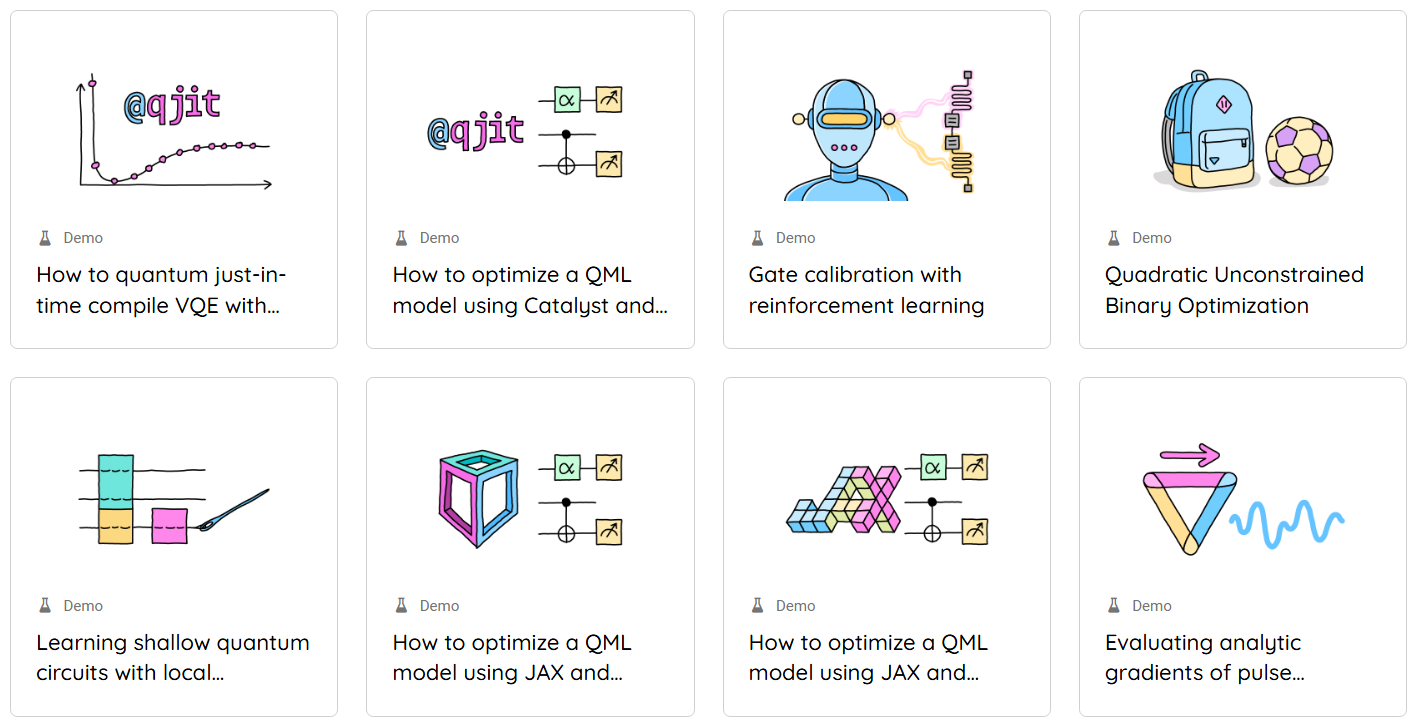 @qjit
Demo
How to quantum just-in-
time compile VQE with...
@qjit
α
Demo
How to optimize a QML
model using Catalyst and...
Demo
Gate calibration with
reinforcement learning
Demo
Quadratic Unconstrained
Binary Optimization
Demo
Learning shallow quantum
circuits with local...
α
Demo
How to optimize a QML
model using JAX and...
JAX
α
Demo
How to optimize a QML
model using JAX and...
Demo
Evaluating analytic
gradients of pulse...